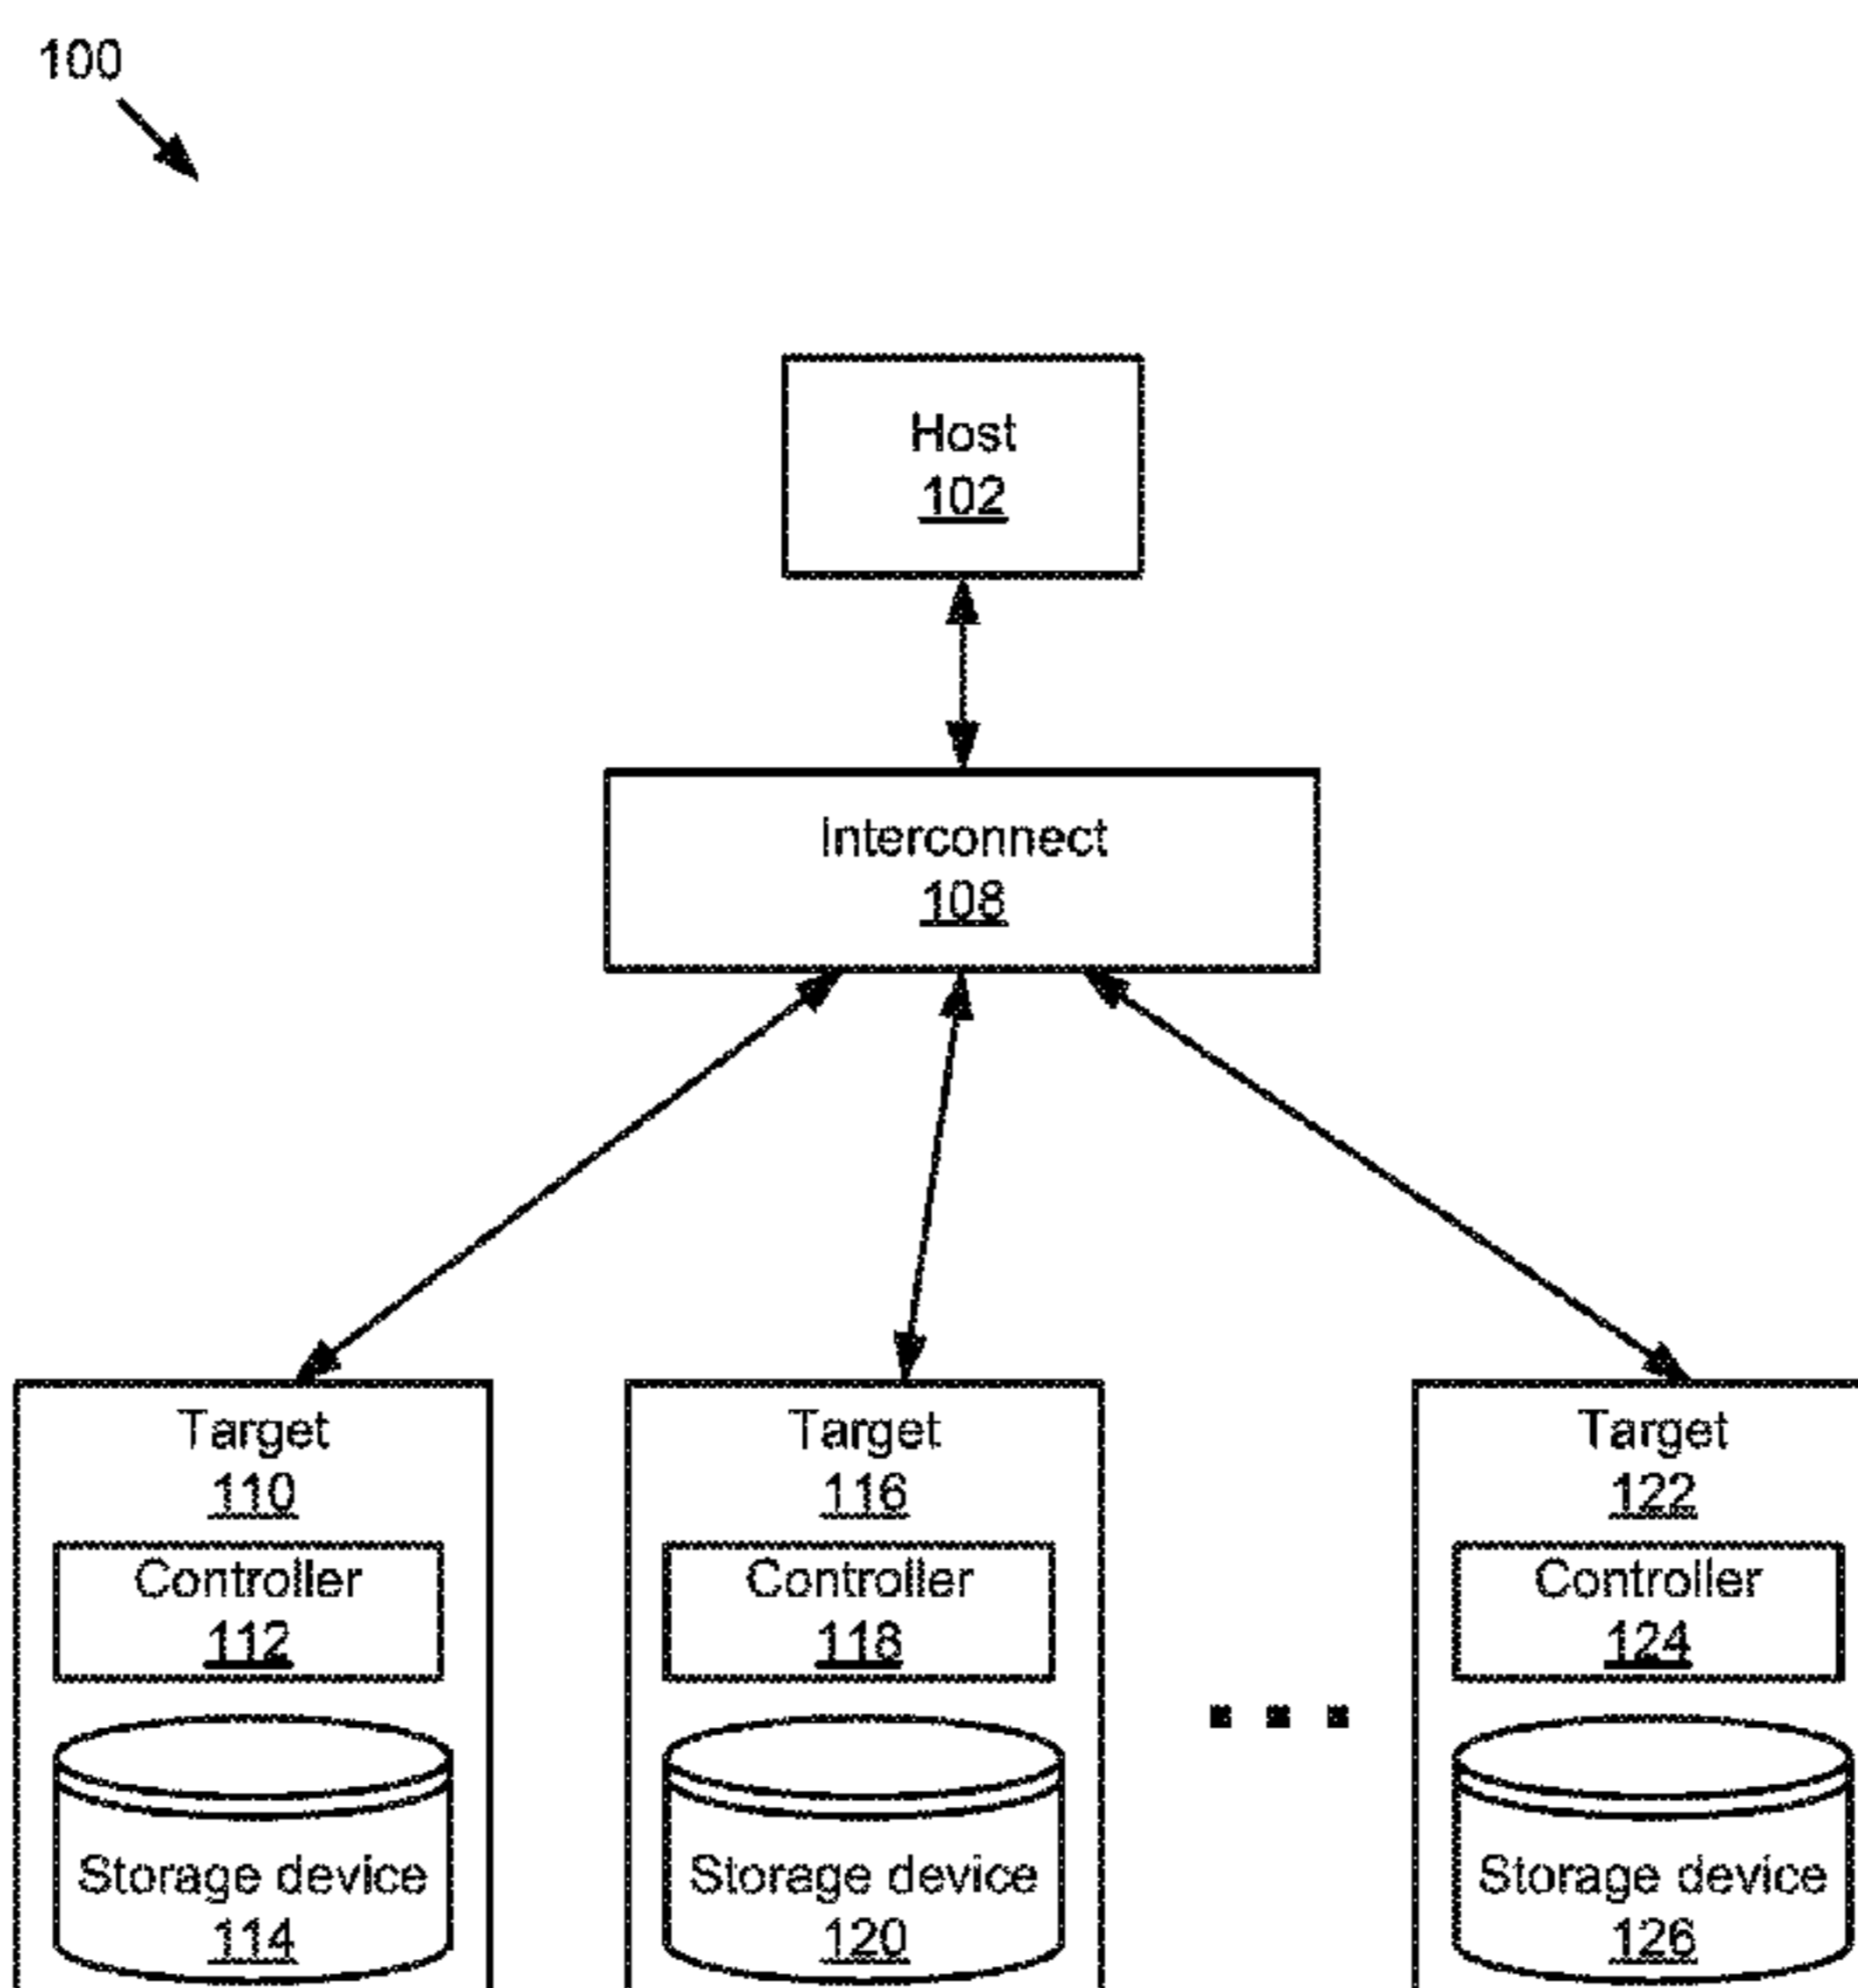 100
Host
102
Interconnect
108
Target
110
Controller
112
Storage device
114
Target
116
Controller
118
Storage device
120
Target
122
Controller
124
Storage device
126